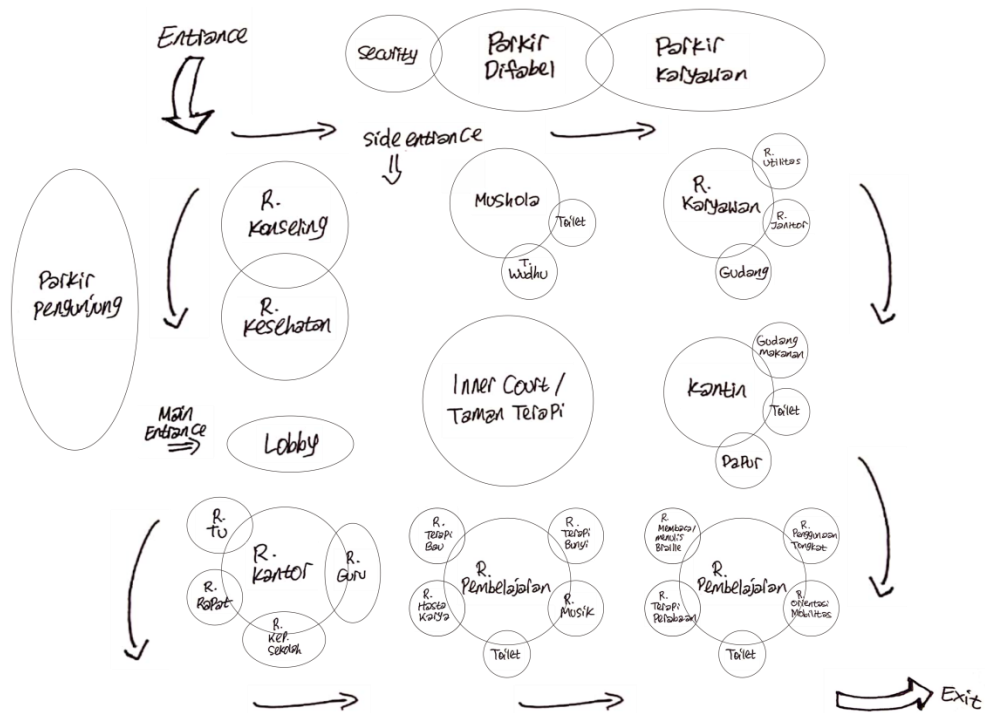 Entrance
Security
Parkir
Difabel
Parkir
Karyawan
side entrance
R.
Konseling
R.
Kesehatan
Parkir
Pengunjung
Mushola
Toilet
T.
Wudhu
R.
Karyawan
R.
Utilitas
R.
Janitor
Gudang
Inner Court /
Taman Terapi
Kantin
Gudang
Makanan
Toilet
Dapur
Main
Entrance
Lobby
R.
TU
R.
Kantor
R.
Guru
R.
Rapat
R.
Kep.
Sekolah
R.
Terapi
Bau
R.
Terapi
Bunyi
R.
Pembelajaran
R.
Hasta
Karya
R.
Musik
Toilet
R.
Membaca/
menulis
Braille
R.
Penggunaan
Tongkat
R.
Pembelajaran
R.
Terapi
Perabaan
R.
Orientasi
Mobilitas
Toilet
Exit